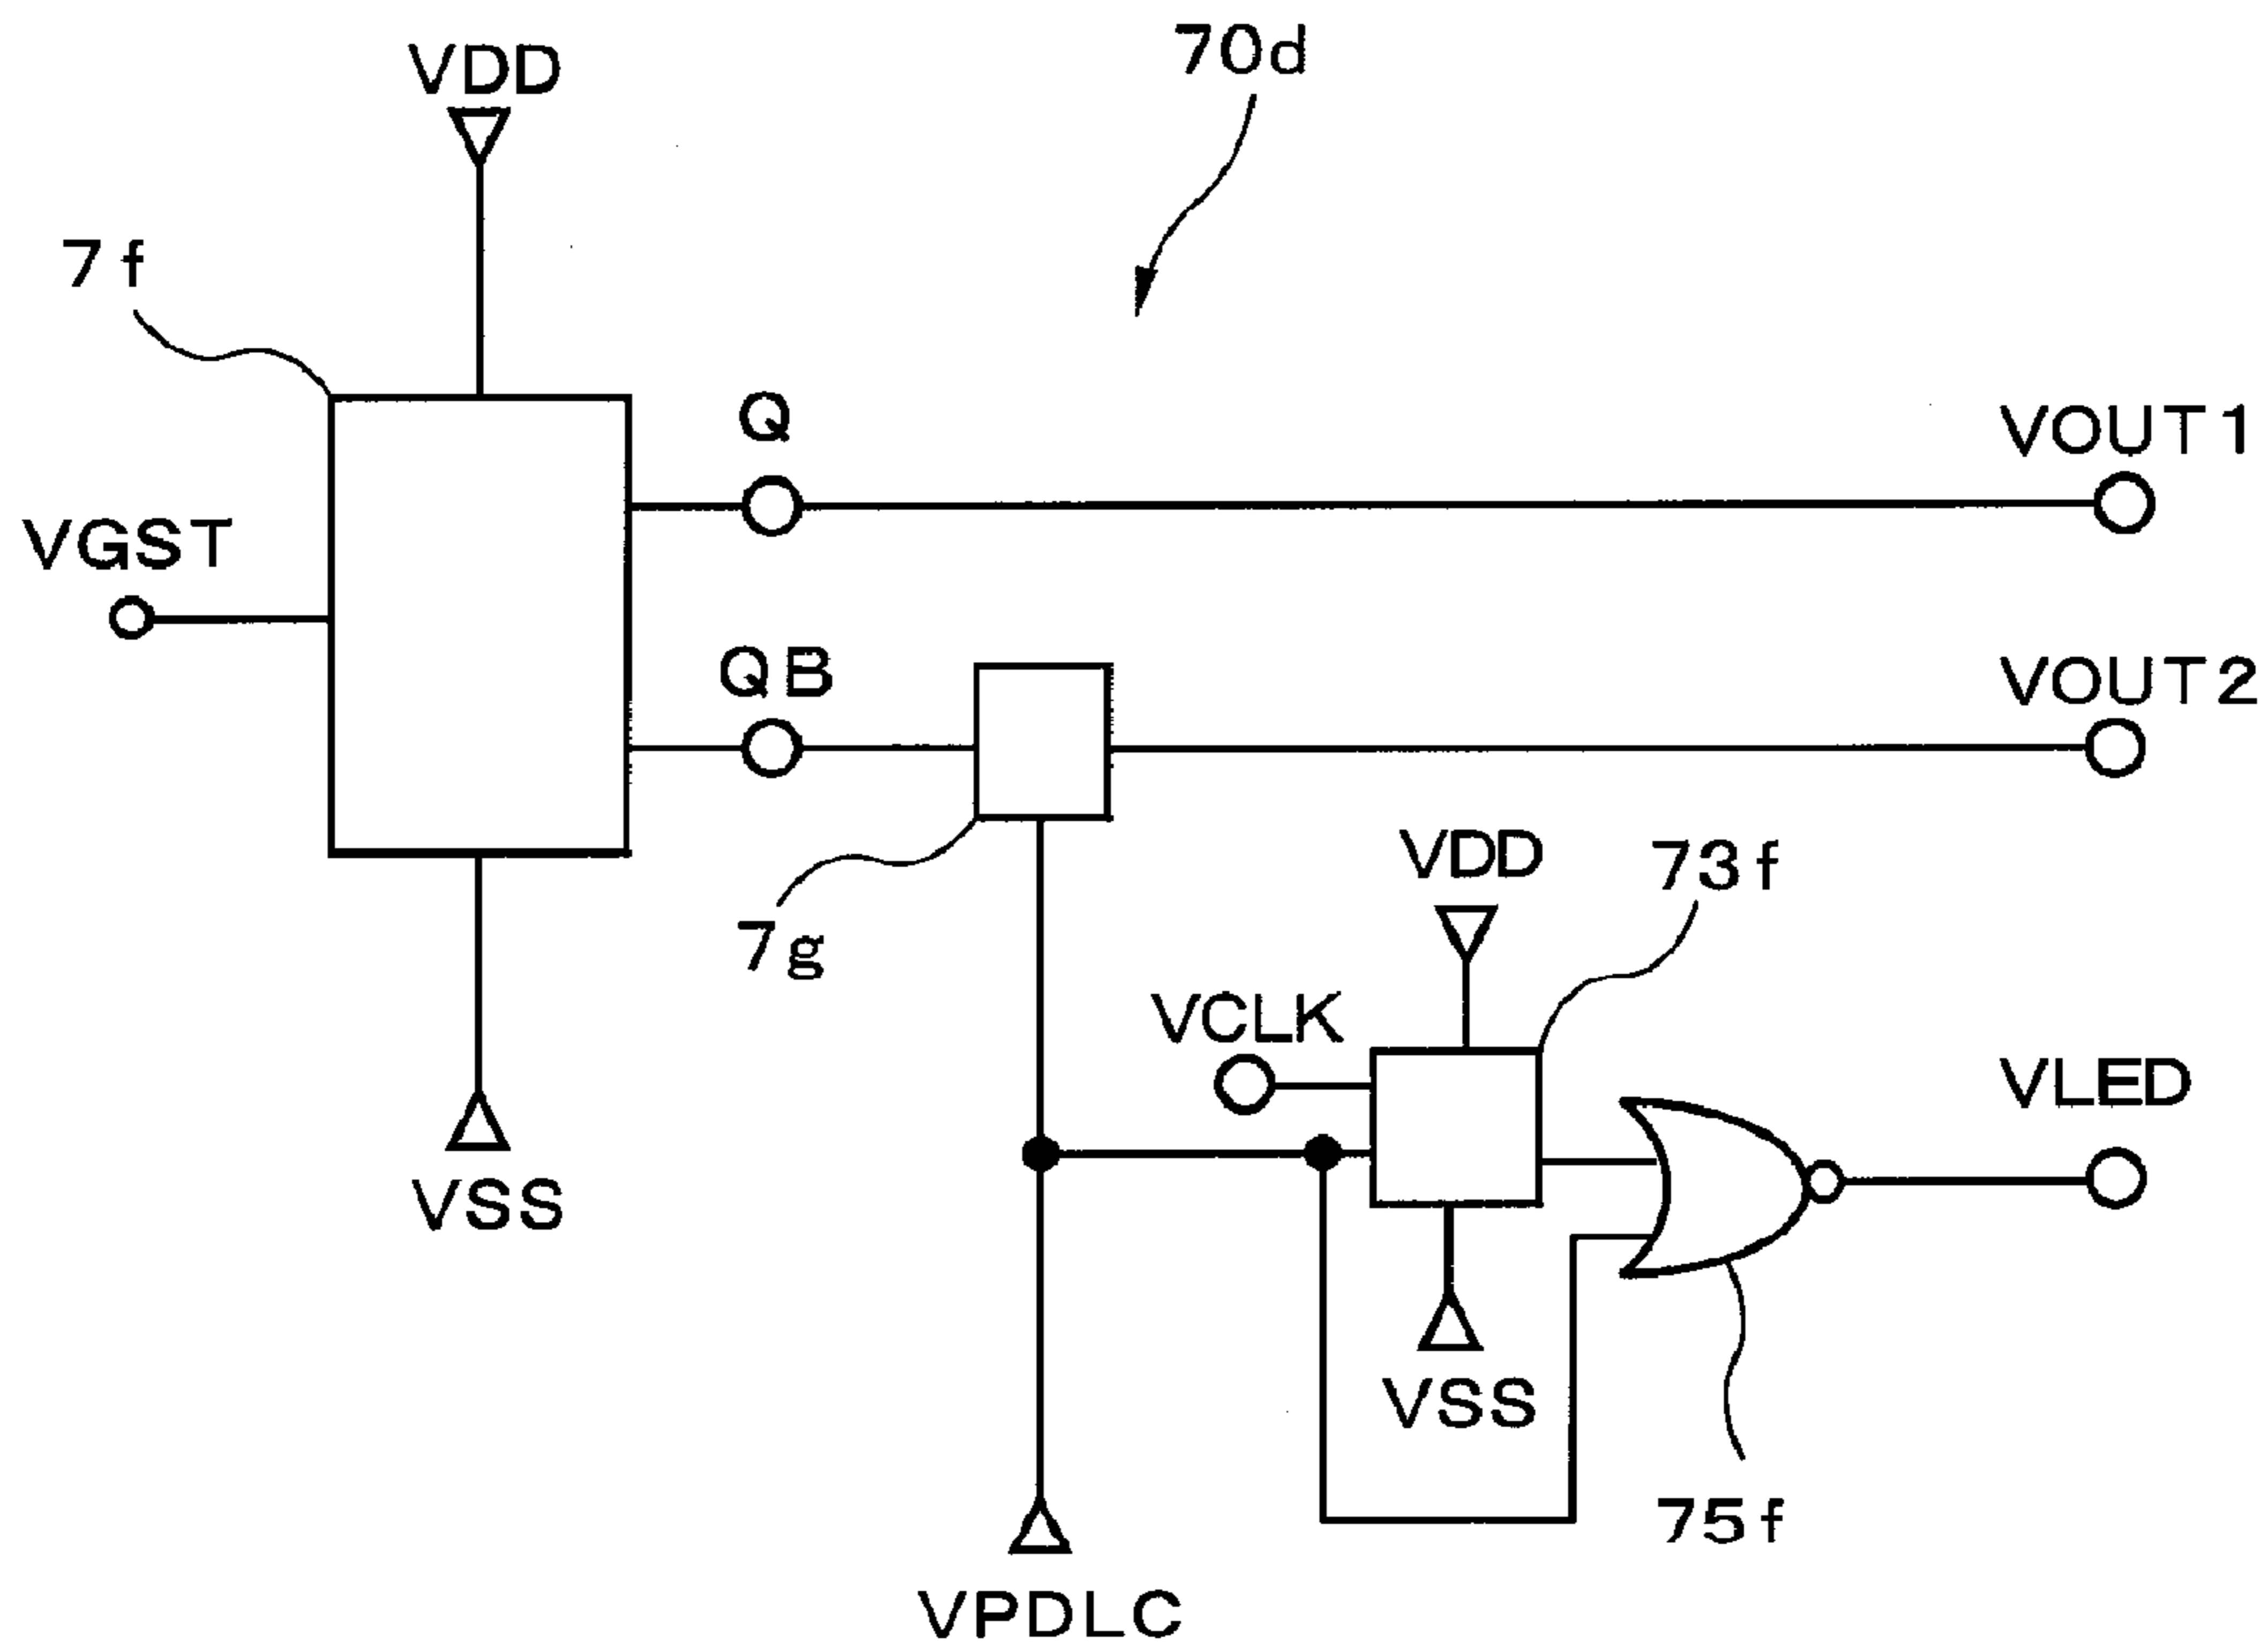 70d
VDD
7f
Q
VOUT1
VGST
QB
VOUT2
VDD
73f
7g
VCLK
VLED
VSS
VSS
75f
VPDLC